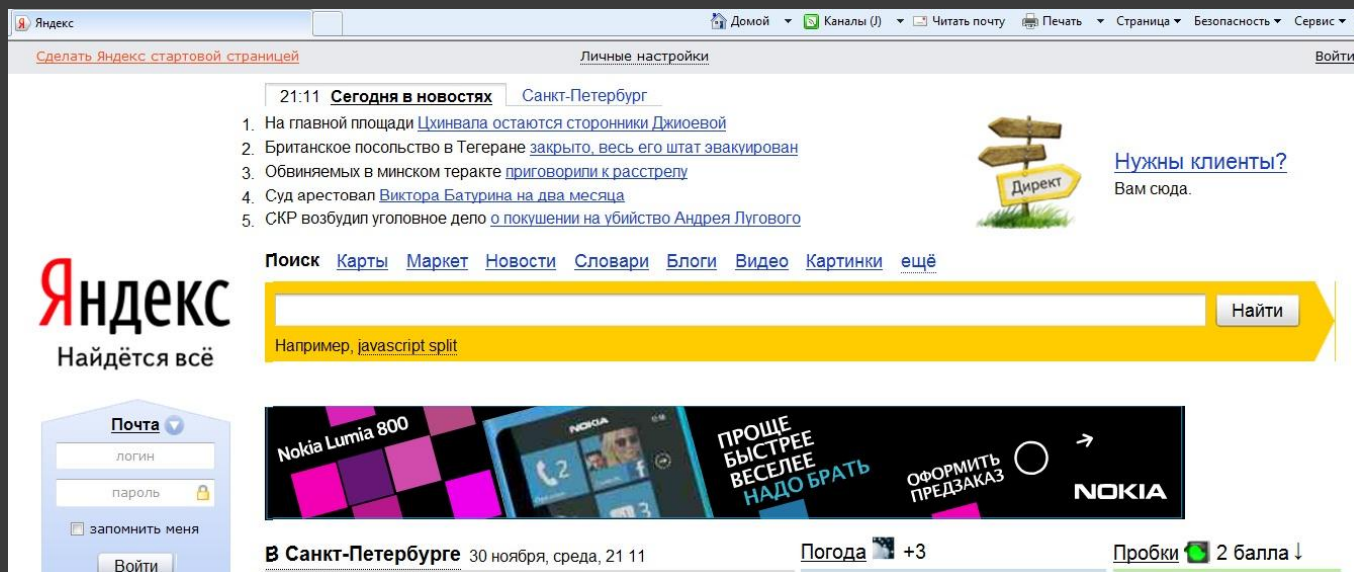 Яндекс
Домой Каналы (J) Читать почту Печать Страница Безопасность Сервис
Сделать Яндекс стартовой страницей Личные настройки Войти
21:11 Сегодня в новостях Санкт-Петербург
1. На главной площади Цхинвала остаются сторонники Джиоевой
2. Британское посольство в Тегеране закрыто, весь его штат эвакуирован
3. Обвиняемых в минском теракте приговорили к расстрелу
4. Суд арестовал Виктора Батурина на два месяца
5. СКР возбудил уголовное дело о покушении на убийство Андрея Лугового
Директ
Нужны клиенты?
Вам сюда.
Поиск Карты Маркет Новости Словари Блоги Видео Картинки ещё
Яндекс
Найдётся всё
Найти
Например, javascript split
Почта
логин
пароль
запомнить меня
Войти
Nokia Lumia 800
NOKIA
2
3
ПРОЩЕ
БЫСТРЕЕ
ВЕСЕЛЕЕ
НАДО БРАТЬ
ОФОРМИТЬ
ПРЕДЗАКАЗ
NOKIA
В Санкт-Петербурге 30 ноября, среда, 21 11
Погода +3
Пробки 2 балла ↓